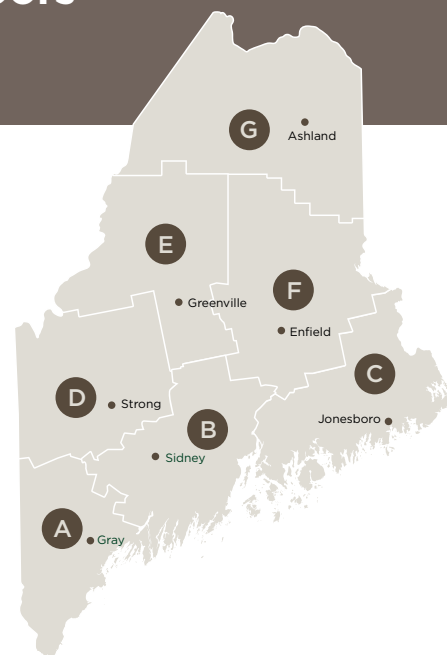 G
Ashland
E
Greenville
F
Enfield
C
Jonesboro
D
Strong
B
Sidney
A
Gray